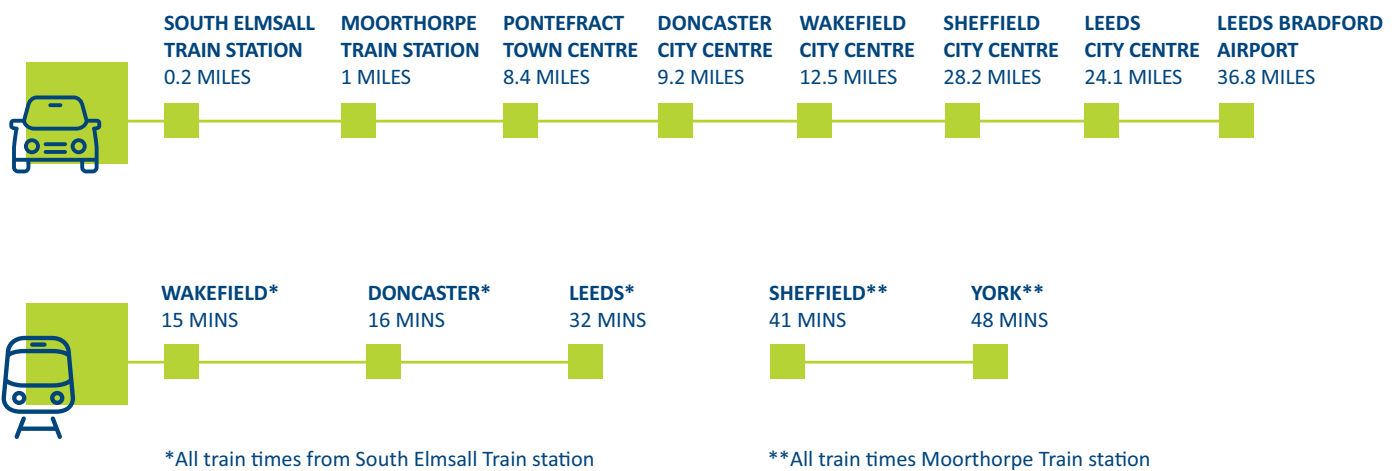 SOUTH ELMSALL
TRAIN STATION
0.2 MILES
MOORTHORPE
TRAIN STATION
1 MILES
PONTEFRACT
TOWN CENTRE
8.4 MILES
DONCASTER
CITY CENTRE
9.2 MILES
WAKEFIELD
CITY CENTRE
12.5 MILES
SHEFFIELD
CITY CENTRE
28.2 MILES
LEEDS
CITY CENTRE
24.1 MILES
LEEDS BRADFORD
AIRPORT
36.8 MILES
WAKEFIELD*
15 MINS
DONCASTER*
16 MINS
LEEDS*
32 MINS
SHEFFIELD**
41 MINS
YORK**
48 MINS
*All train times from South Elmsall Train station
**All train times Moorthorpe Train station